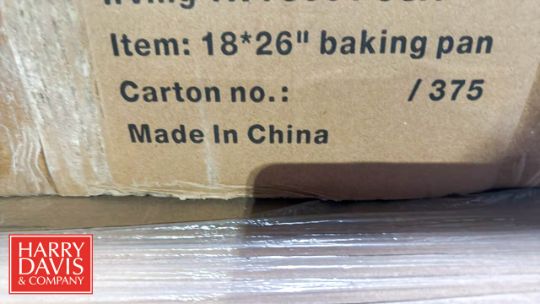 Item: 18*26" baking pan
Carton no.: / 375
Made In China
HARRY
DAVIS
& COMPANY